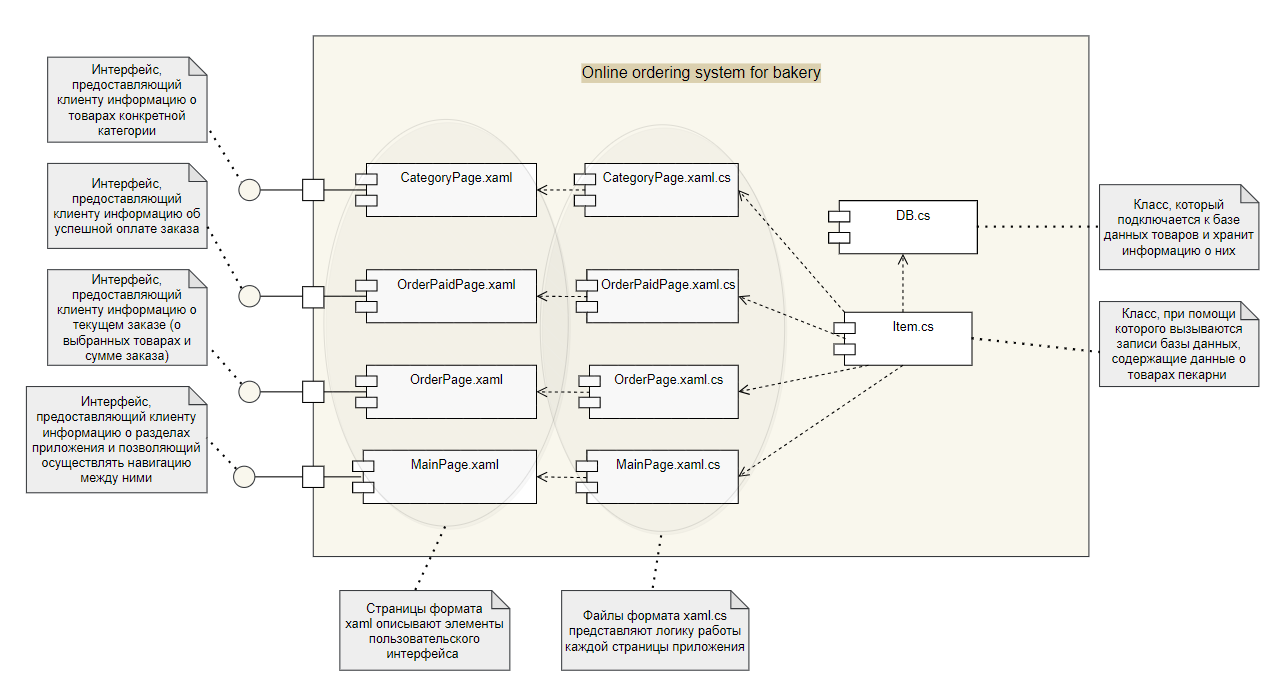 Online ordering system for bakery
Интерфейс,
предоставляющий
клиенту информацию о
товарах конкретной
категории
Интерфейс,
предоставляющий
клиенту информацию об
успешной оплате заказа
Интерфейс,
предоставляющий
клиенту информацию о
текущем заказе (о
выбранных товарах и
сумме заказа)
Интерфейс,
предоставляющий клиенту
информацию о разделах
приложения и позволяющий
осуществлять навигацию
между ними
CategoryPage.xaml
CategoryPage.xaml.cs
OrderPaidPage.xaml
OrderPaidPage.xaml.cs
OrderPage.xaml
OrderPage.xaml.cs
MainPage.xaml
MainPage.xaml.cs
DB.cs
Item.cs
Класс, который
подключается к базе
данных товаров и хранит
информацию о них
Класс, при помощи
которого вызываются
записи базы данных,
содержащие данные о
товарах пекарни
Страницы формата
xaml описывают элементы
пользовательского
интерфейса
Файлы формата xaml.cs
представляют логику работы
каждой страницы приложения